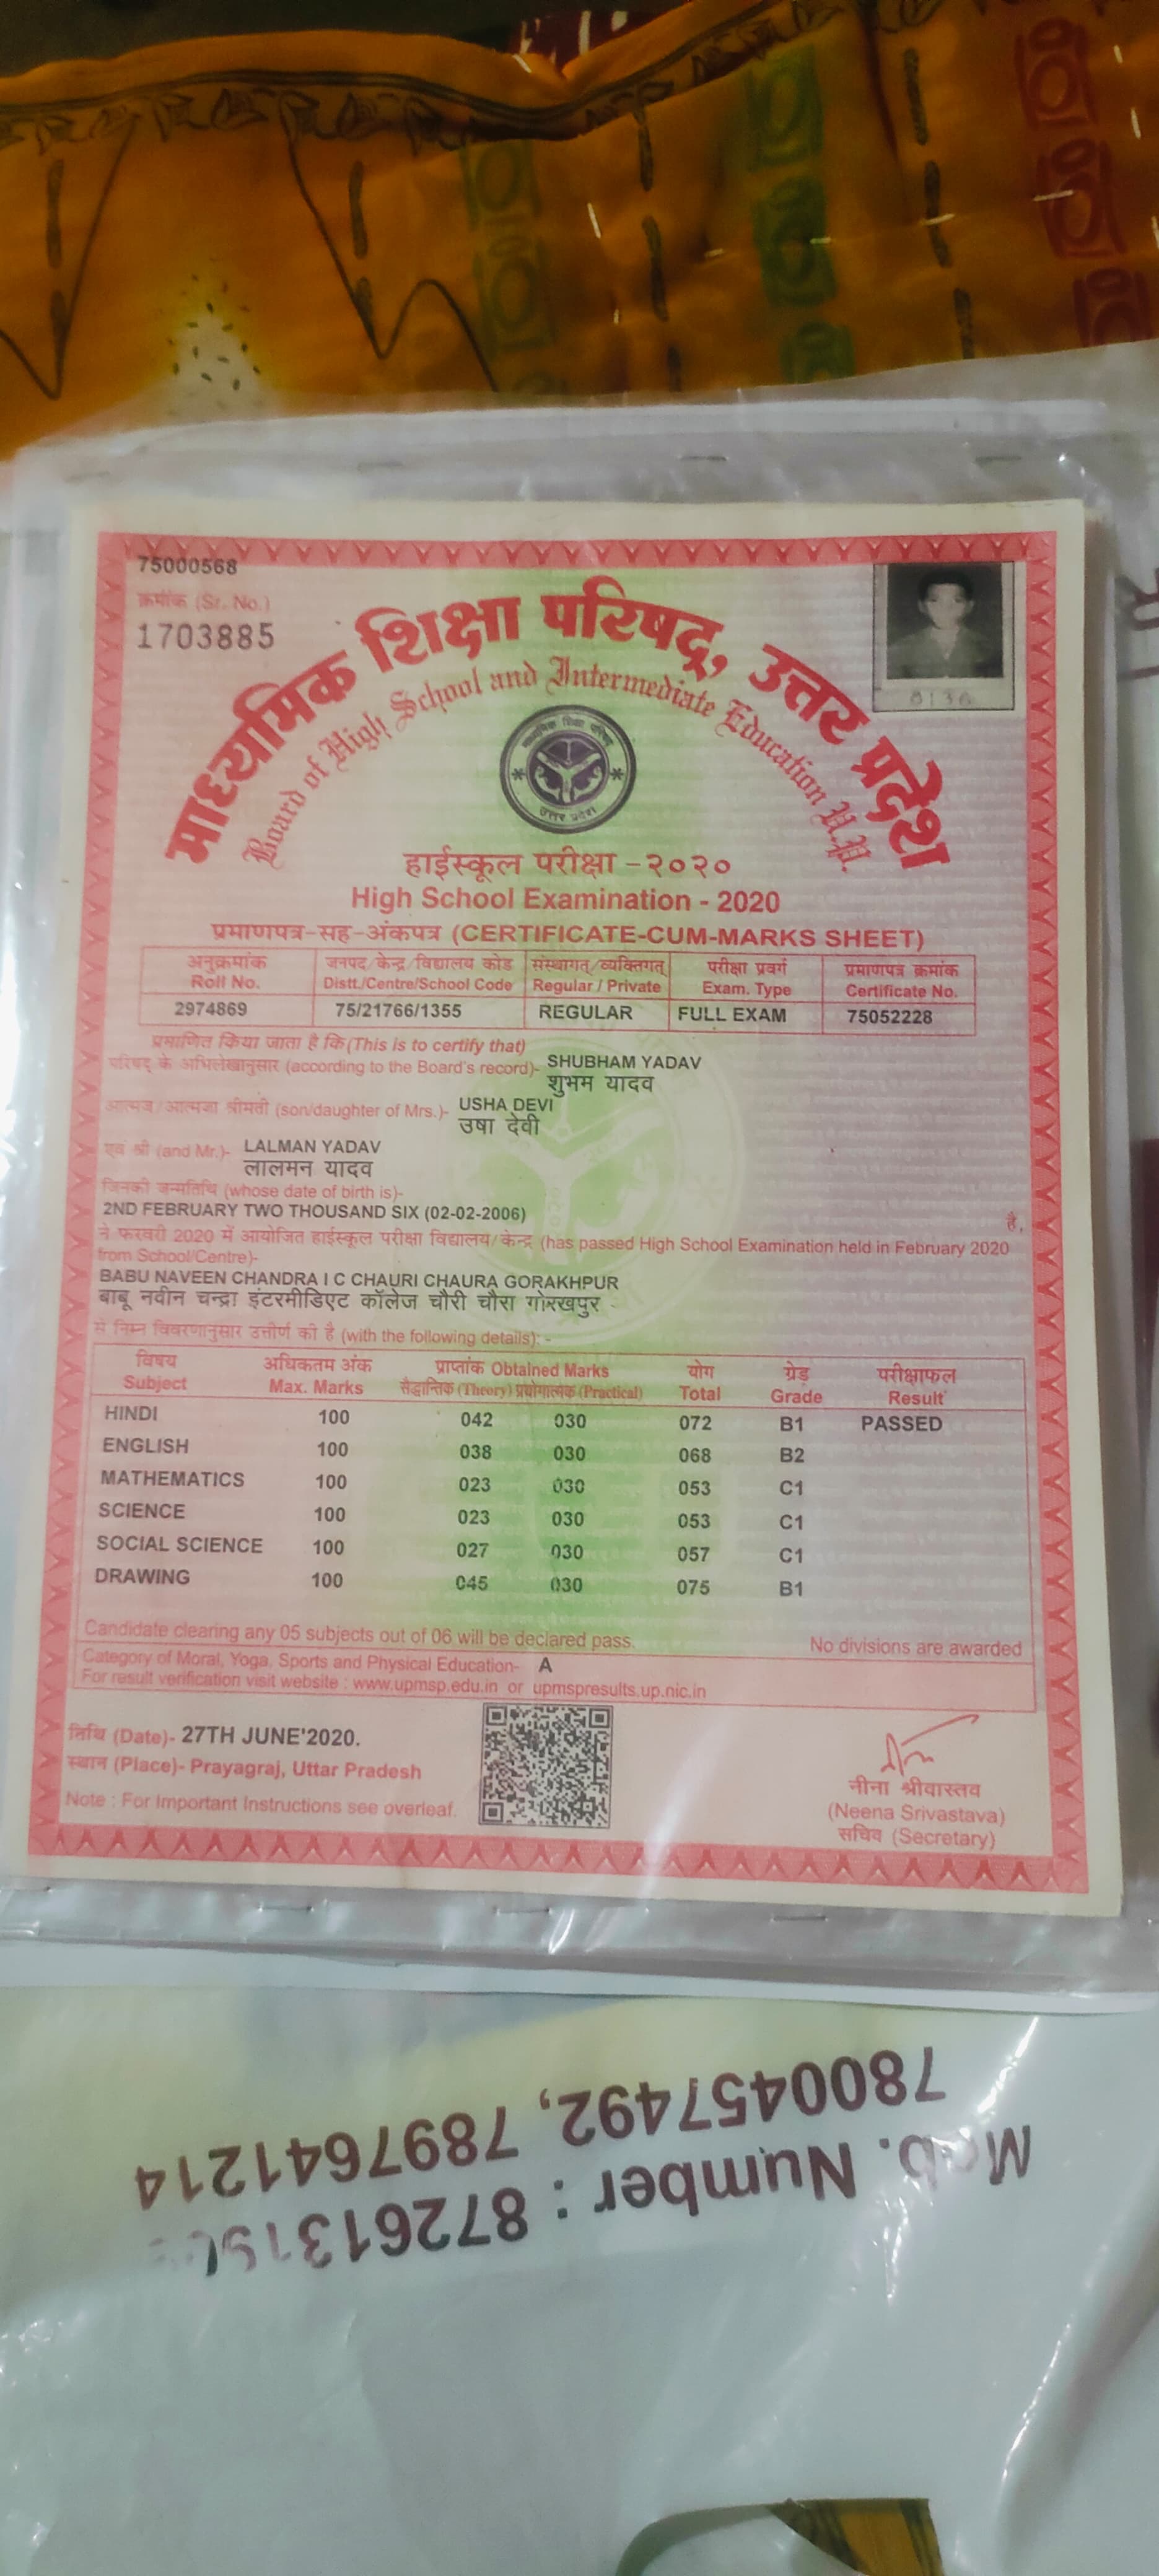 75000568
क्रमांक (Sr. No.)
1703885
माध्यमिक शिक्षा परिषद्, उत्तर प्रदेश
Board of High School and Intermediate Education U.P.
माध्यमिक शिक्षा परिषद्
उत्तर प्रदेश
हाईस्कूल परीक्षा -२०२०
High School Examination - 2020
प्रमाणपत्र-सह-अंकपत्र (CERTIFICATE-CUM-MARKS SHEET)
अनुक्रमांक जनपद/केन्द्र/विद्यालय कोड संस्थागत्/व्यक्तिगत् परीक्षा प्रवर्ग प्रमाणपत्र क्रमांक
Roll No. Distt./Centre/School Code Regular / Private Exam. Type Certificate No.
2974869 75/21766/1355 REGULAR FULL EXAM 75052228
प्रमाणित किया जाता है कि (This is to certify that)
परिषद् के अभिलेखानुसार (according to the Board's record)- SHUBHAM YADAV
शुभम यादव
आत्मज/आत्मजा श्रीमती (son/daughter of Mrs.)- USHA DEVI
उषा देवी
एवं श्री (and Mr.)- LALMAN YADAV
लालमन यादव
जिनकी जन्मतिथि (whose date of birth is)-
2ND FEBRUARY TWO THOUSAND SIX (02-02-2006) है,
ने फरवरी 2020 में आयोजित हाईस्कूल परीक्षा विद्यालय/केन्द्र (has passed High School Examination held in February 2020
from School/Centre)-
BABU NAVEEN CHANDRA I C CHAURI CHAURA GORAKHPUR
बाबू नवीन चन्द्रा इंटरमीडिएट कॉलेज चौरी चौरा गोरखपुर
से निम्न विवरणानुसार उत्तीर्ण की है (with the following details): -
विषय अधिकतम अंक प्राप्तांक Obtained Marks योग ग्रेड परीक्षाफल
Subject Max. Marks सैद्धान्तिक (Theory) प्रयोगात्मक (Practical) Total Grade Result
HINDI 100 042 030 072 B1 PASSED
ENGLISH 100 038 030 068 B2
MATHEMATICS 100 023 030 053 C1
SCIENCE 100 023 030 053 C1
SOCIAL SCIENCE 100 027 030 057 C1
DRAWING 100 045 030 075 B1
Candidate clearing any 05 subjects out of 06 will be declared pass. No divisions are awarded
Category of Moral, Yoga, Sports and Physical Education- A
For result verification visit website : www.upmsp.edu.in or upmspresults.up.nic.in
तिथि (Date)- 27TH JUNE'2020.
स्थान (Place)- Prayagraj, Uttar Pradesh
Note : For Important Instructions see overleaf.
नीना श्रीवास्तव
(Neena Srivastava)
सचिव (Secretary)
Mob. Number :
7800457492, 7897641214